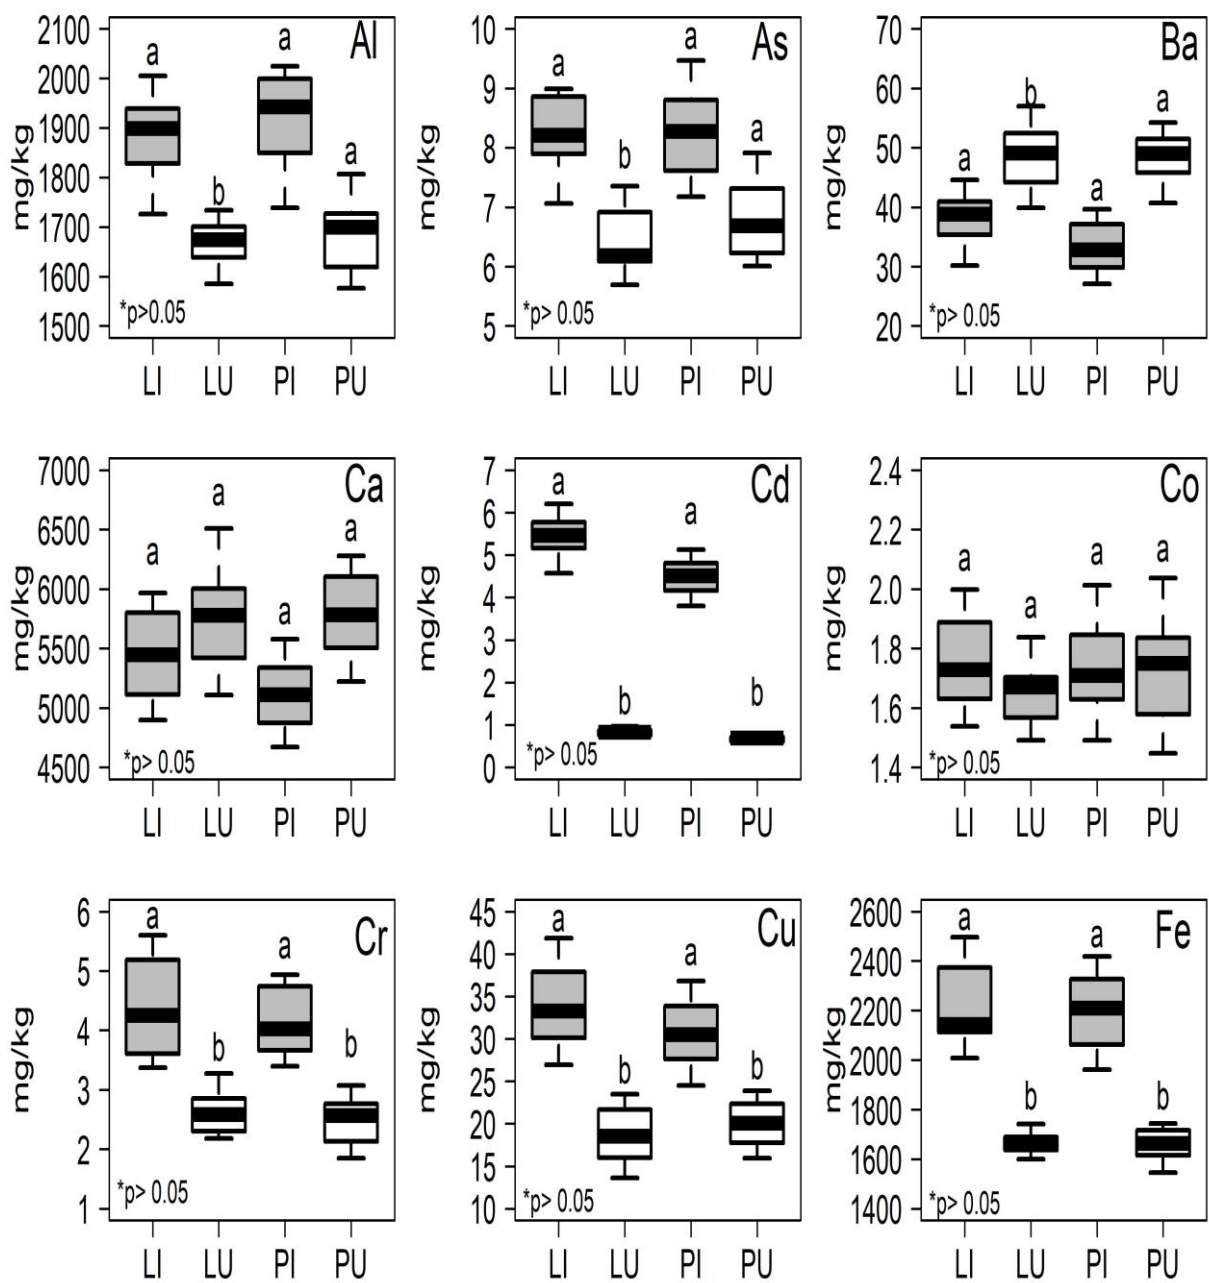 Al
2100
2000
1900
1800
1700
1600
1500
mg/kg
a
b
a
a
*p>0.05
LI LU PI PU
As
10
9
8
7
6
5
mg/kg
a
b
a
a
*p> 0.05
LI LU PI PU
Ba
70
60
50
40
30
20
mg/kg
a
b
a
a
*p> 0.05
LI LU PI PU
Ca
7000
6500
6000
5500
5000
4500
mg/kg
a
a
a
a
*p> 0.05
LI LU PI PU
Cd
7
6
5
4
3
2
1
0
mg/kg
a
b
a
b
*p> 0.05
LI LU PI PU
Co
2.4
2.2
2.0
1.8
1.6
1.4
mg/kg
a
a
a
a
*p> 0.05
LI LU PI PU
Cr
6
5
4
3
2
1
mg/kg
a
b
a
b
*p> 0.05
LI LU PI PU
Cu
45
40
35
30
25
20
15
10
mg/kg
a
b
a
b
*p> 0.05
LI LU PI PU
Fe
2600
2400
2200
2000
1800
1600
1400
mg/kg
a
b
a
b
*p> 0.05
LI LU PI PU